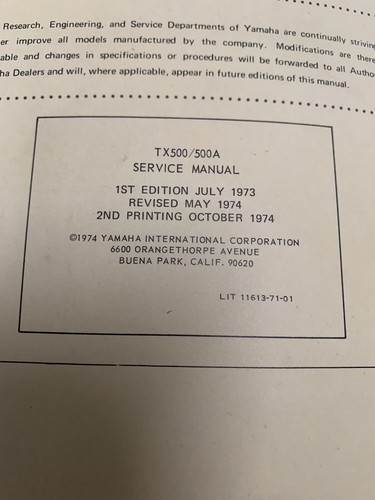 Research, Engineering, and Service Departments of Yamaha are continually striving
er improve all models manufactured by the company. Modifications are there
able and changes in specifications or procedures will be forwarded to all Autho
ha Dealers and will, where applicable, appear in future editions of this manual.
TX500/500A
SERVICE MANUAL
1ST EDITION JULY 1973
REVISED MAY 1974
2ND PRINTING OCTOBER 1974
©1974 YAMAHA INTERNATIONAL CORPORATION
6600 ORANGETHORPE AVENUE
BUENA PARK, CALIF. 90620
LIT 11613-71-01